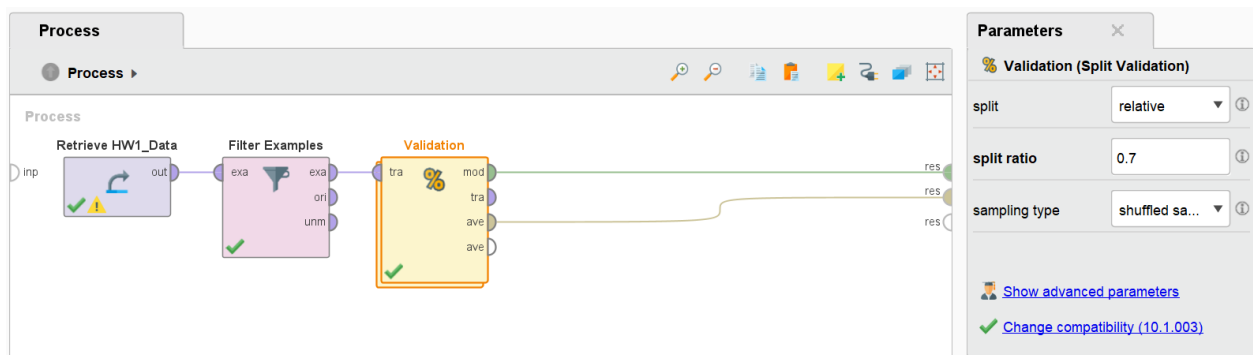 Process
Process
Process
Retrieve HW1_Data
Filter Examples
Validation
inp
out
exa
exa
ori
unm
tra
%
mod
tra
ave
ave
res
res
res
Parameters
% Validation (Split Validation)
split
relative
split ratio
0.7
sampling type
shuffled sa...
Show advanced parameters
Change compatibility (10.1.003)